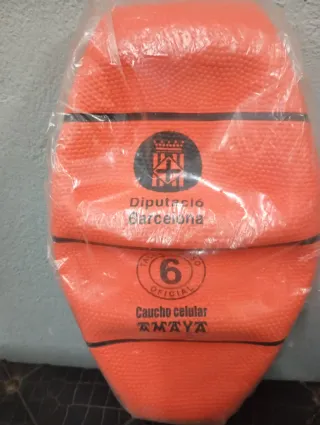 Diputació
Barcelona
6
OFICIAL
Caucho celular
AMAYA